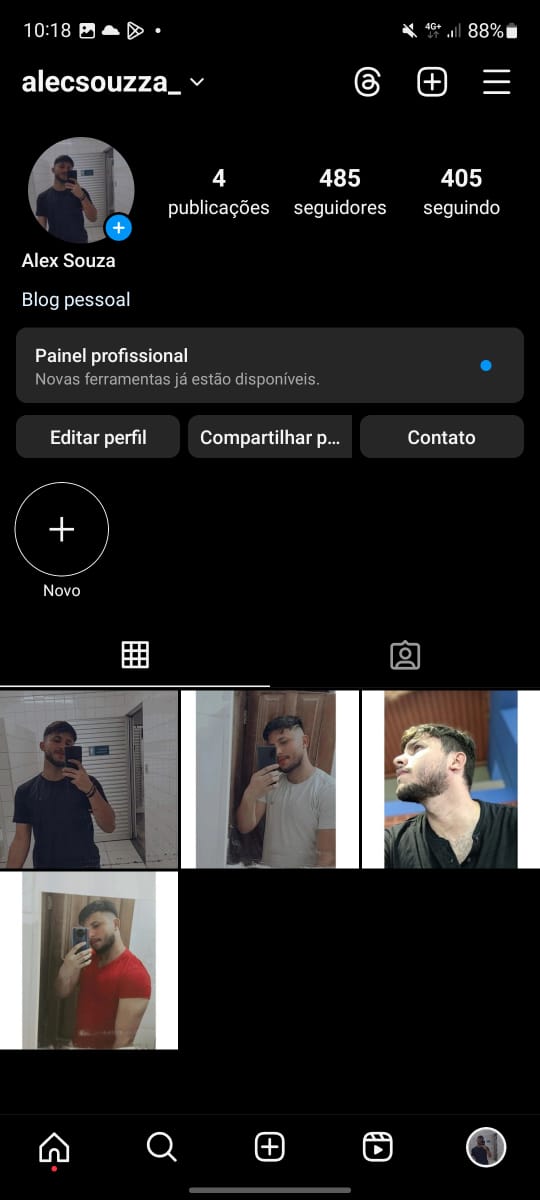 10:18
4G+ 88%
alecsouzza_
4 485 405
publicações seguidores seguindo
Alex Souza
Blog pessoal
Painel profissional
Novas ferramentas já estão disponíveis.
Editar perfil Compartilhar p... Contato
Novo